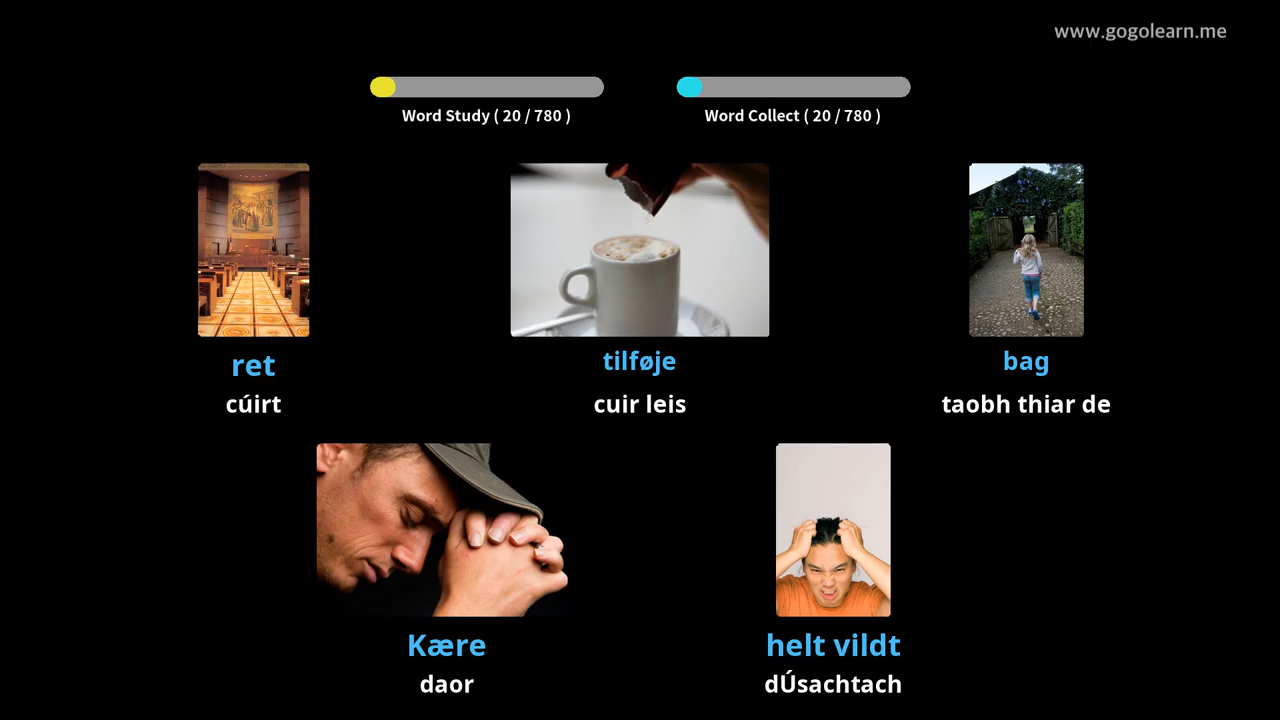 www.gogolearn.me
Word Study ( 20 / 780 )
Word Collect ( 20 / 780 )
ret
cúirt
tilføje
cuir leis
bag
taobh thiar de
Kære
daor
helt vildt
dÚsachtach